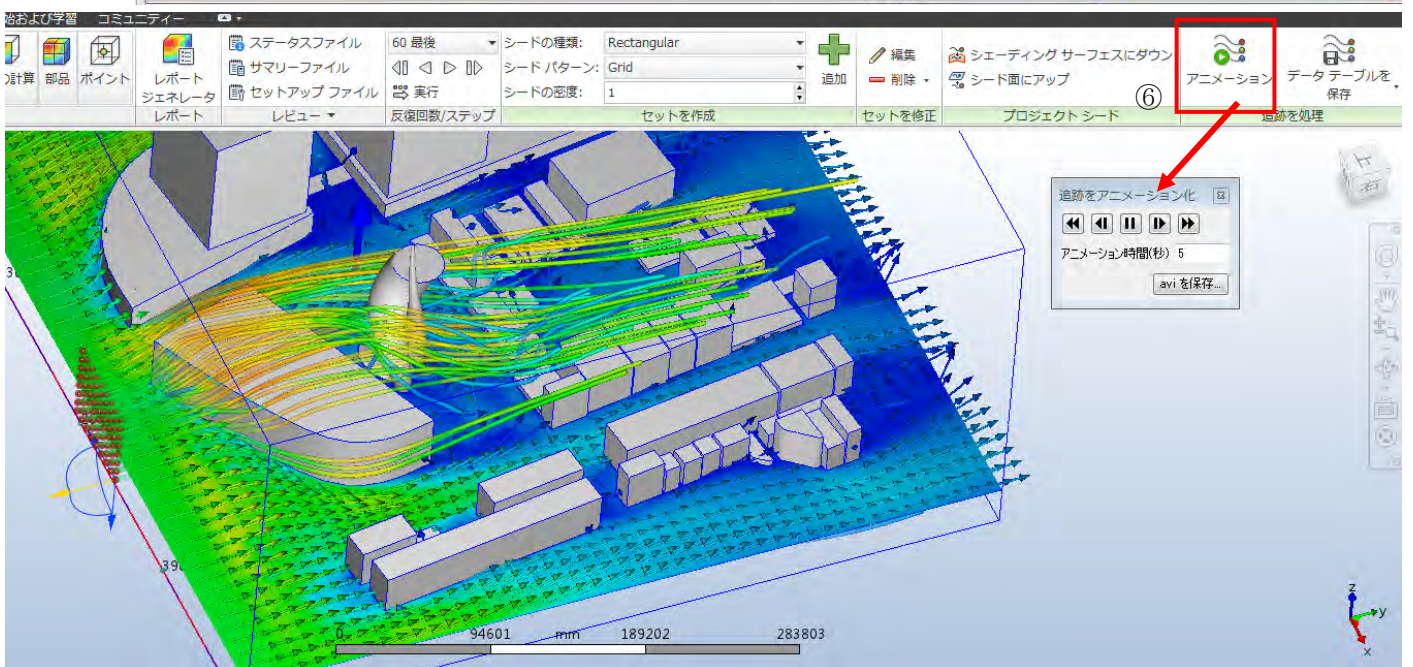 始および学習 コミュニティー
の計算 部品 ポイント
レポート
ジェネレータ
レポート
ステータスファイル
サマリーファイル
セットアップ ファイル
レビュー
60 最後
実行
反復回数/ステップ
シードの種類: Rectangular
シード パターン: Grid
シードの密度: 1
追加
セットを作成
編集
削除
セットを修正
シェーディング サーフェスにダウン
シード面にアップ
プロジェクト シード
⑥
アニメーション
データ テーブルを
保存
追跡を処理
追跡をアニメーション化
アニメーション時間(秒) 5
avi を保存...
上
右
390
0 94601 mm 189202 283803
z
y
x